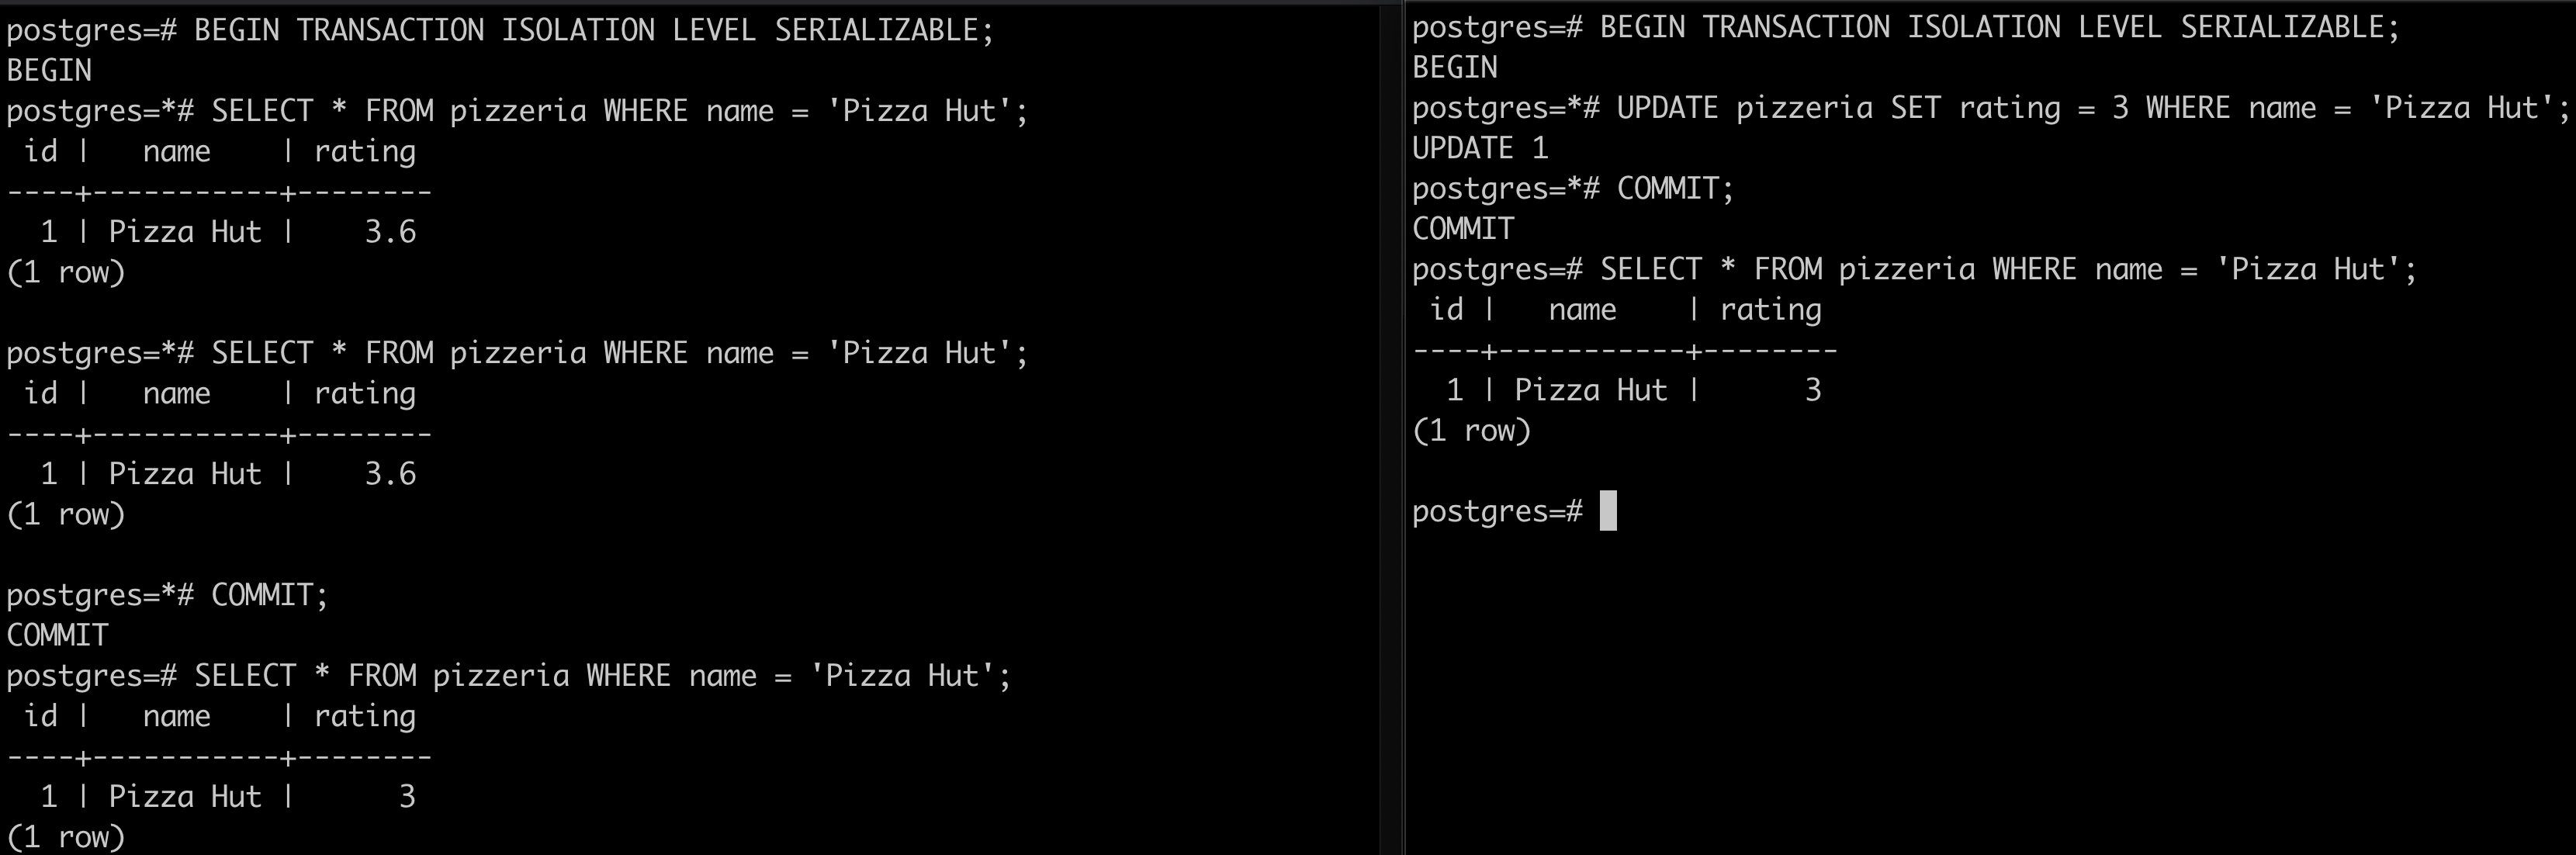 postgres=# BEGIN TRANSACTION ISOLATION LEVEL SERIALIZABLE;
BEGIN
postgres=*# SELECT * FROM pizzeria WHERE name = 'Pizza Hut';
 id |   name    | rating
----+-----------+--------
  1 | Pizza Hut |    3.6
(1 row)

postgres=*# SELECT * FROM pizzeria WHERE name = 'Pizza Hut';
 id |   name    | rating
----+-----------+--------
  1 | Pizza Hut |    3.6
(1 row)

postgres=*# COMMIT;
COMMIT
postgres=# SELECT * FROM pizzeria WHERE name = 'Pizza Hut';
 id |   name    | rating
----+-----------+--------
  1 | Pizza Hut |      3
(1 row)

postgres=# BEGIN TRANSACTION ISOLATION LEVEL SERIALIZABLE;
BEGIN
postgres=*# UPDATE pizzeria SET rating = 3 WHERE name = 'Pizza Hut';
UPDATE 1
postgres=*# COMMIT;
COMMIT
postgres=# SELECT * FROM pizzeria WHERE name = 'Pizza Hut';
 id |   name    | rating
----+-----------+--------
  1 | Pizza Hut |      3
(1 row)

postgres=#